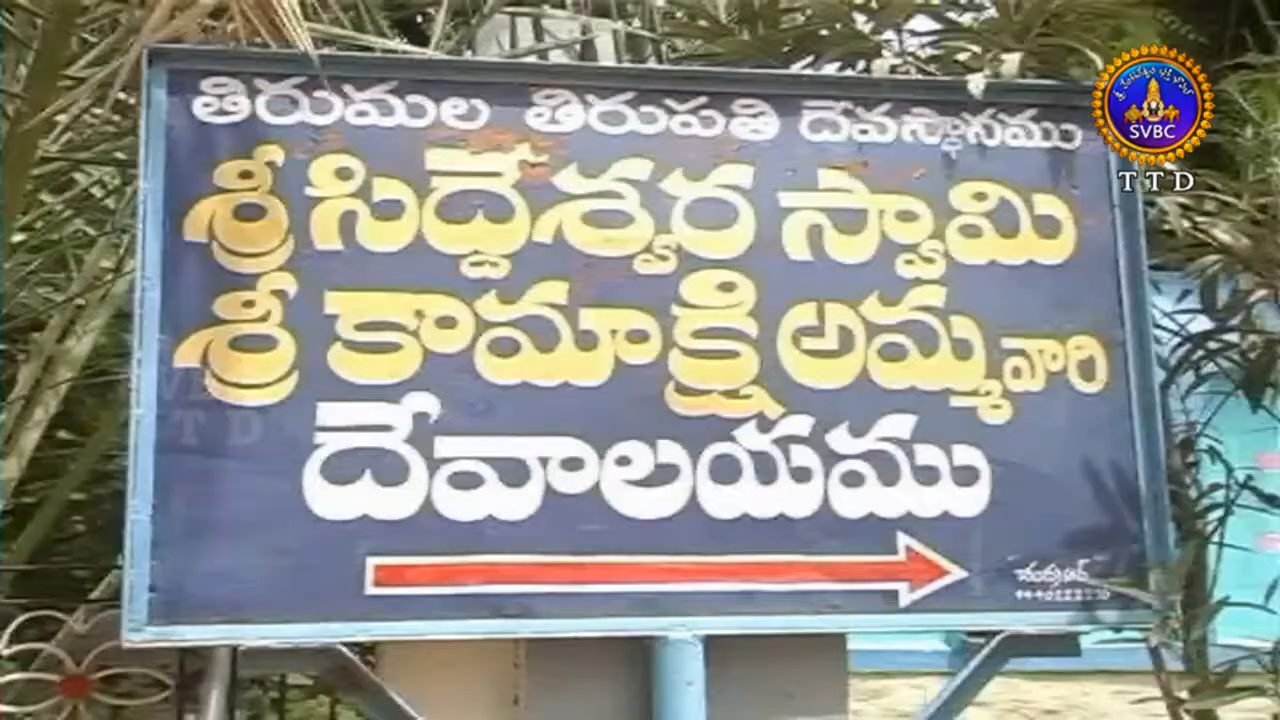 తిరుమల తిరుపతి దేవస్థానము
శ్రీ సిద్దేశ్వర స్వామి
శ్రీ కామాక్షి అమ్మవారి
దేవాలయము
SVBC
TTD